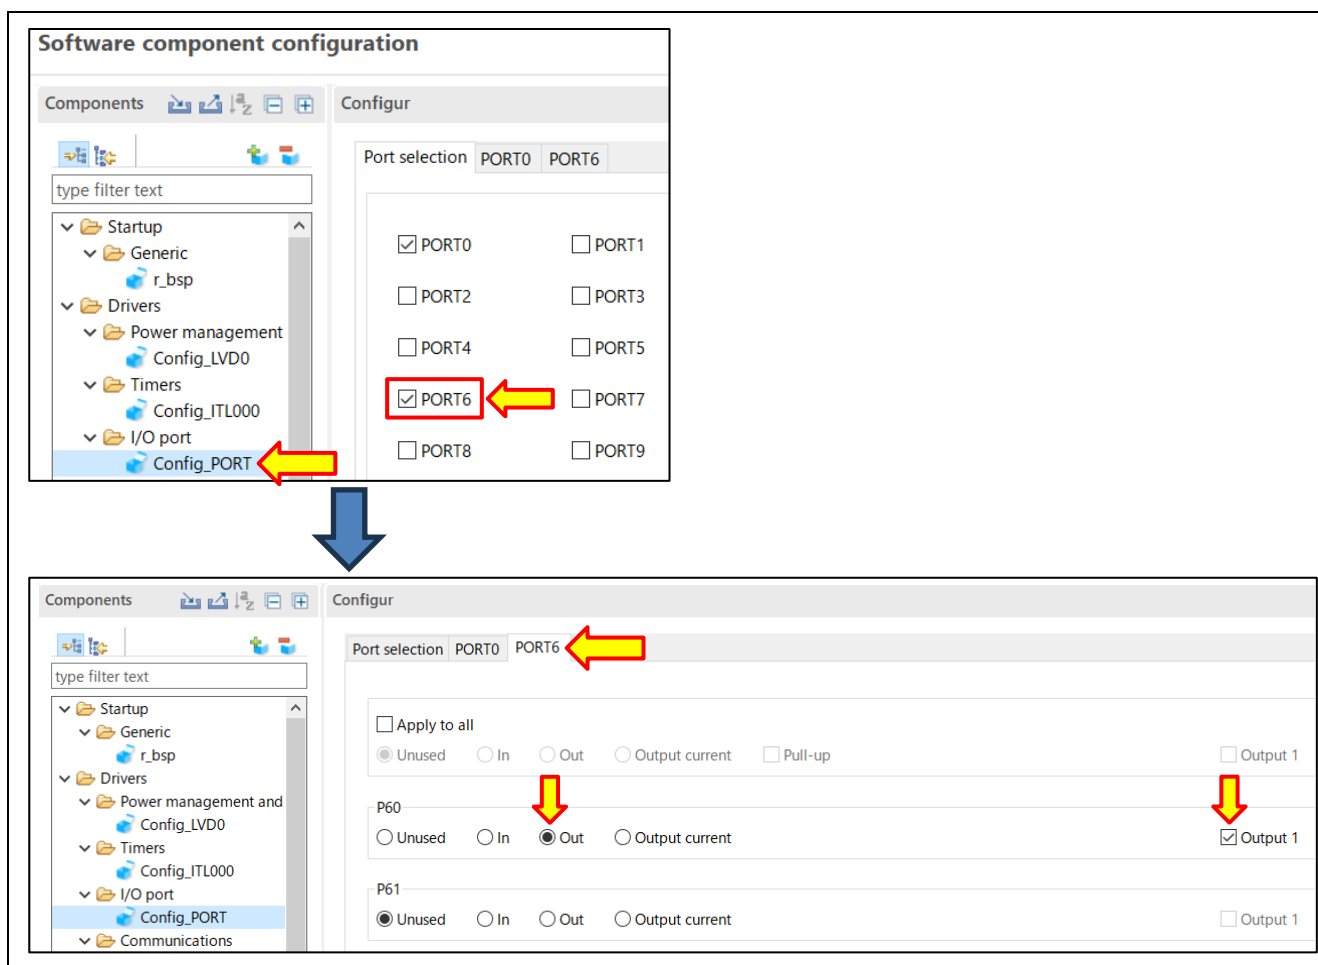 Software component configuration
Components
Configur
Port selection PORT0 PORT6
type filter text
Startup
Generic
r_bsp
Drivers
Power management
Config_LVD0
Timers
Config_ITL000
I/O port
Config_PORT
PORT0 PORT1
PORT2 PORT3
PORT4 PORT5
PORT6 PORT7
PORT8 PORT9
Components
Configur
Port selection PORT0 PORT6
type filter text
Startup
Generic
r_bsp
Drivers
Power management and
Config_LVD0
Timers
Config_ITL000
I/O port
Config_PORT
Communications
Apply to all
Unused In Out Output current Pull-up Output 1
P60
Unused In Out Output current Output 1
P61
Unused In Out Output current Output 1